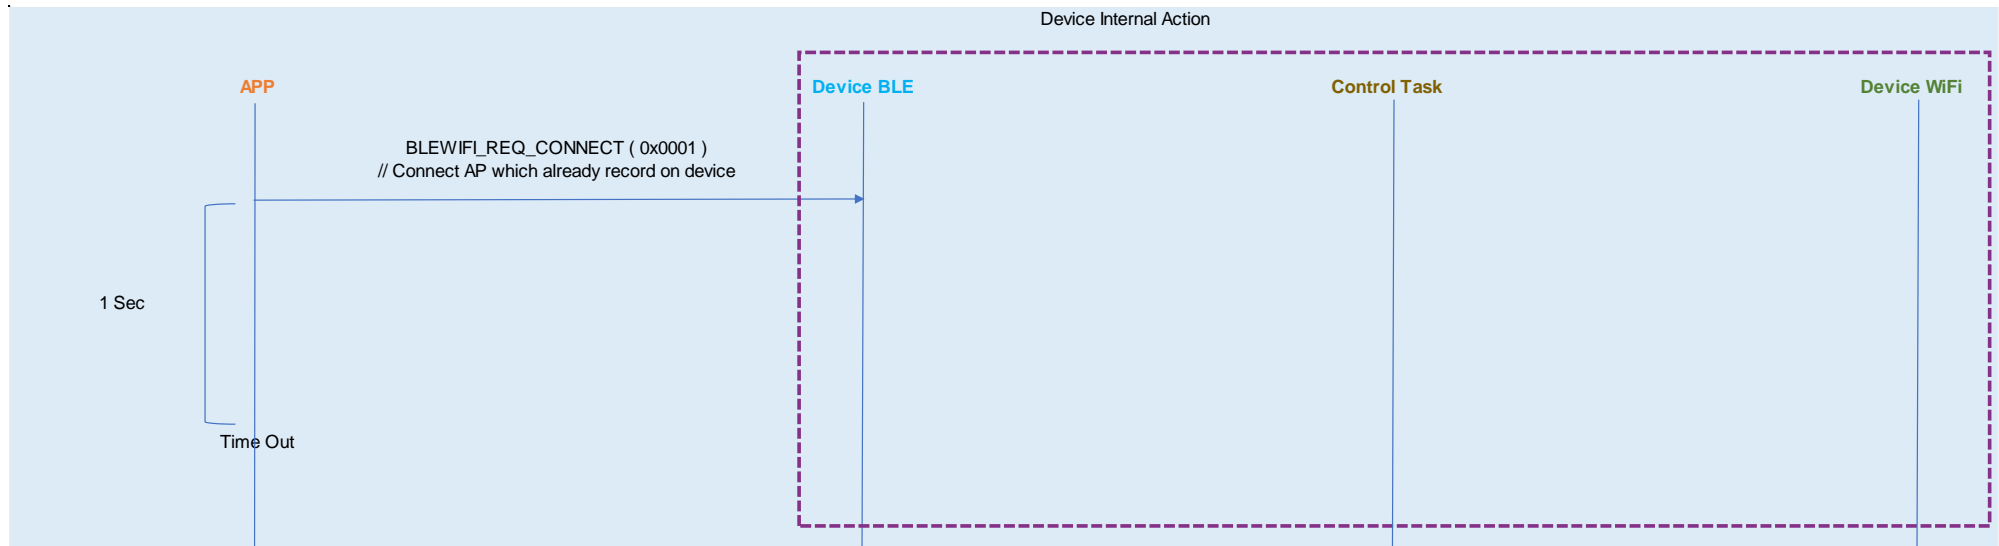 Device Internal Action
APP
Device BLE
Control Task
Device WiFi
BLEWIFI_REQ_CONNECT ( 0x0001 )
// Connect AP which already record on device
1 Sec
Time Out